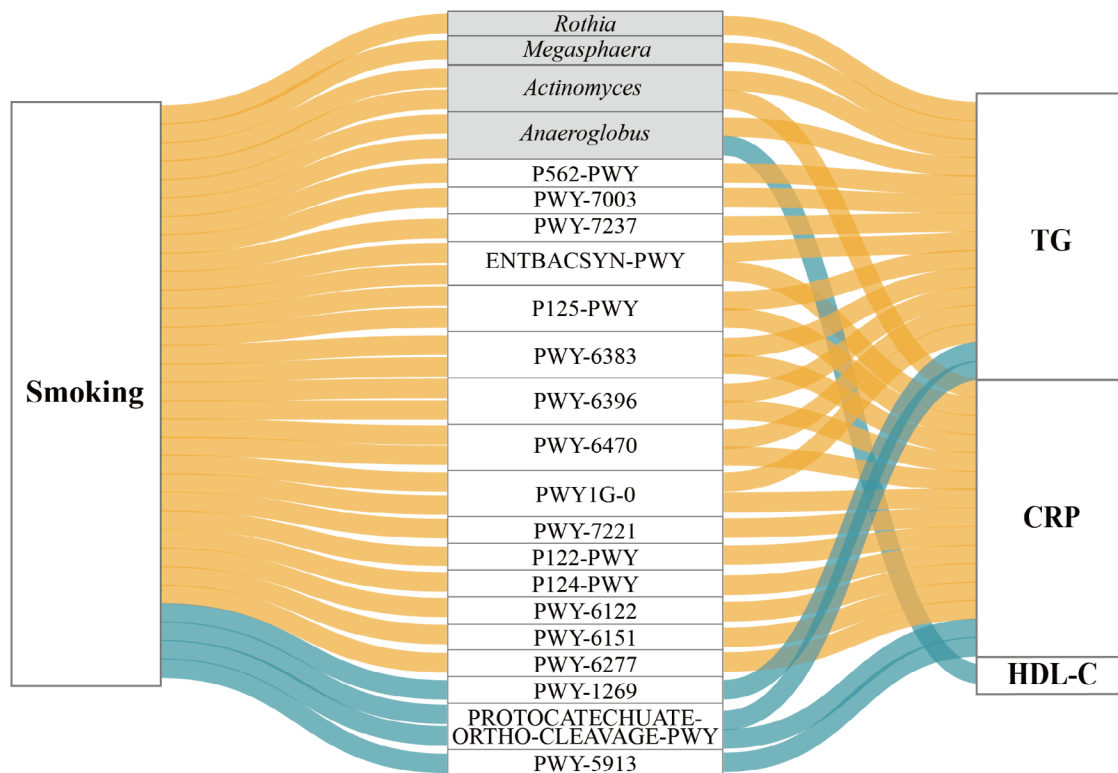 Smoking
Rothia
Megasphaera
Actinomyces
Anaeroglobus
P562-PWY
PWY-7003
PWY-7237
ENTBACSYN-PWY
P125-PWY
PWY-6383
PWY-6396
PWY-6470
PWY1G-0
PWY-7221
P122-PWY
P124-PWY
PWY-6122
PWY-6151
PWY-6277
PWY-1269
PROTOCATECHUATE-
ORTHO-CLEAVAGE-PWY
PWY-5913
TG
CRP
HDL-C